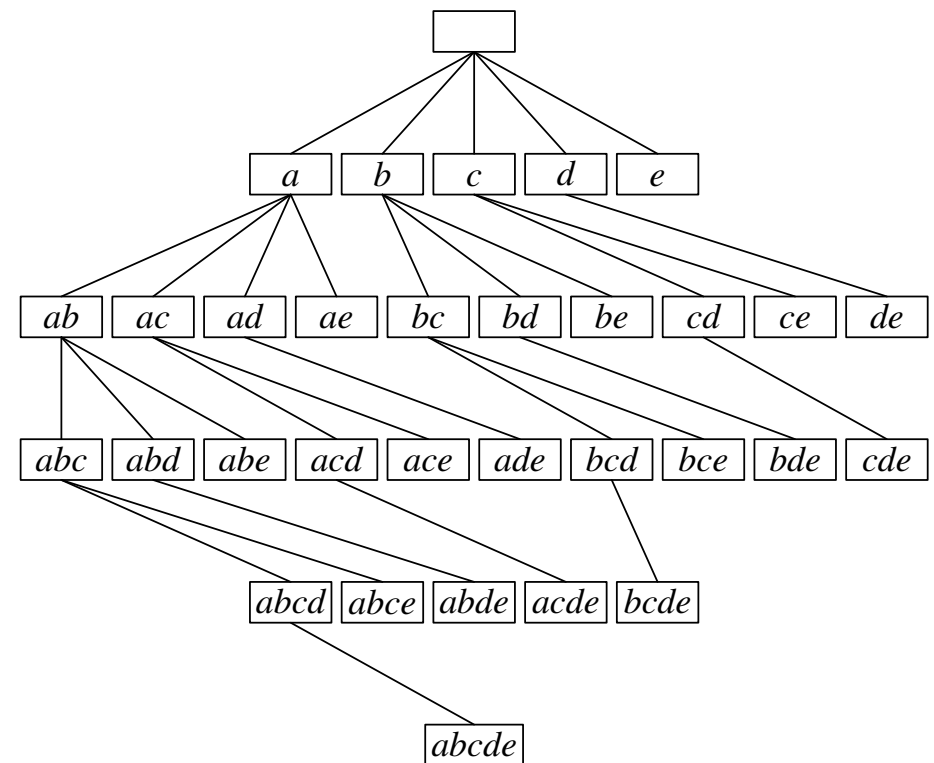 a b c d e
ab ac ad ae bc bd be cd ce de
abc abd abe acd ace ade bcd bce bde cde
abcd abce abde acde bcde
abcde